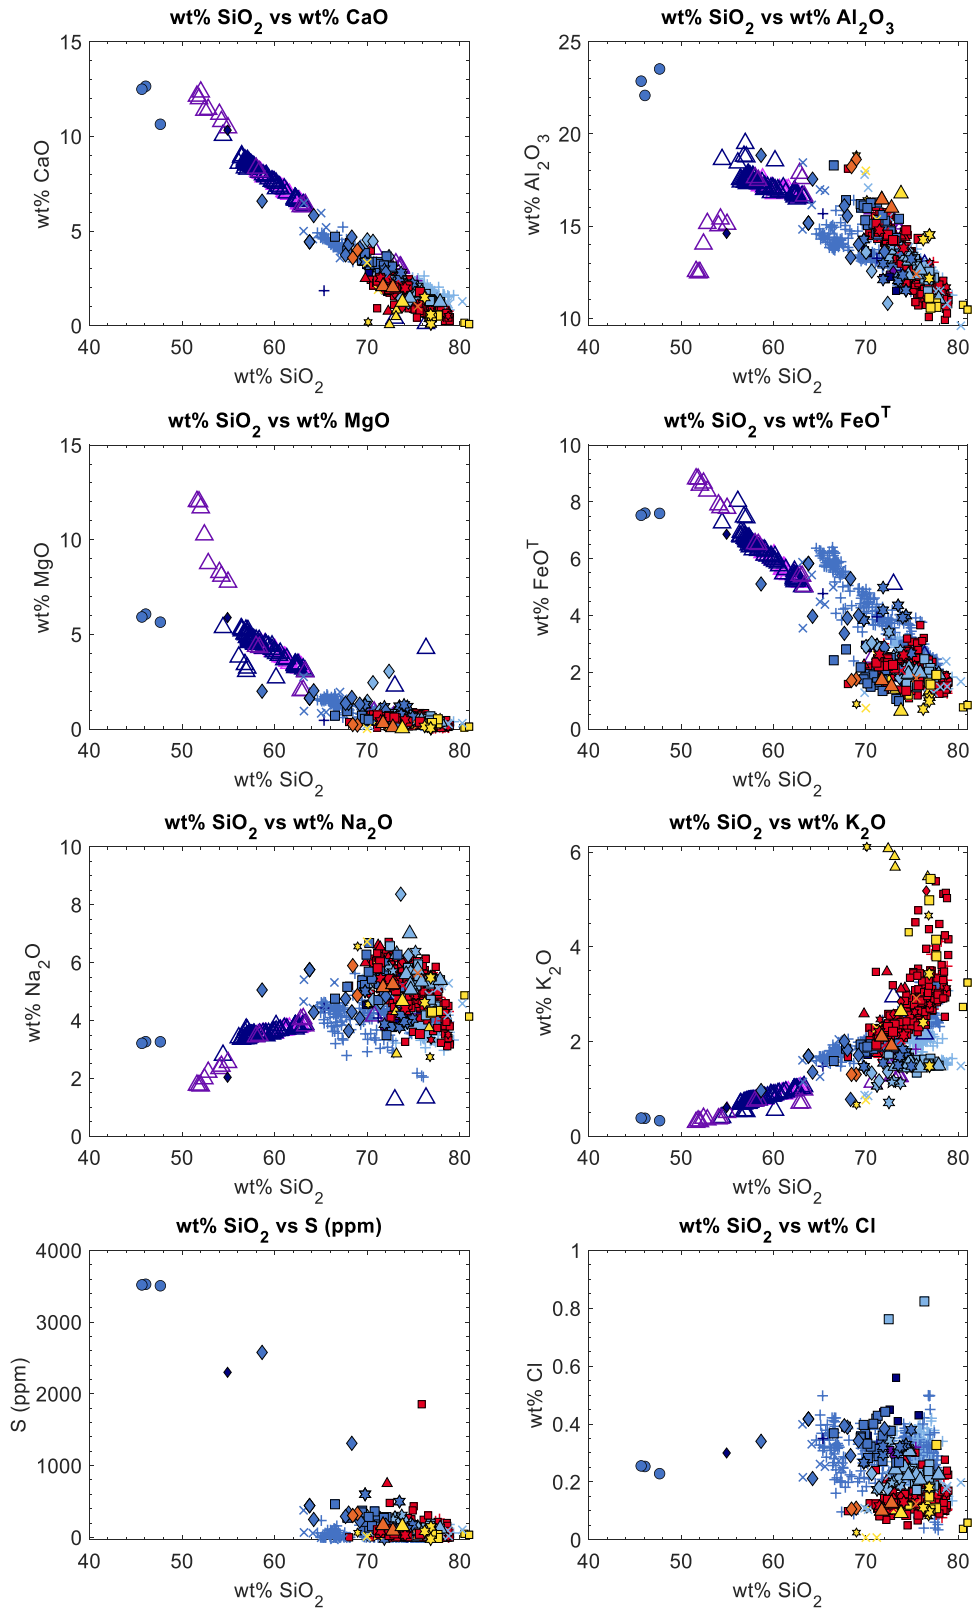 wt% SiO2 vs wt% CaO
wt% SiO2 vs wt% Al2O3
15
10
5
0
wt% CaO
40 50 60 70 80
wt% SiO2
25
20
15
10
wt% Al2O3
40 50 60 70 80
wt% SiO2
wt% SiO2 vs wt% MgO
wt% SiO2 vs wt% FeOT
15
10
5
0
wt% MgO
40 50 60 70 80
wt% SiO2
10
8
6
4
2
0
wt% FeOT
40 50 60 70 80
wt% SiO2
wt% SiO2 vs wt% Na2O
wt% SiO2 vs wt% K2O
10
8
6
4
2
0
wt% Na2O
40 50 60 70 80
wt% SiO2
6
4
2
0
wt% K2O
40 50 60 70 80
wt% SiO2
wt% SiO2 vs S (ppm)
wt% SiO2 vs wt% Cl
4000
3000
2000
1000
0
S (ppm)
40 50 60 70 80
wt% SiO2
1
0.8
0.6
0.4
0.2
0
wt% Cl
40 50 60 70 80
wt% SiO2